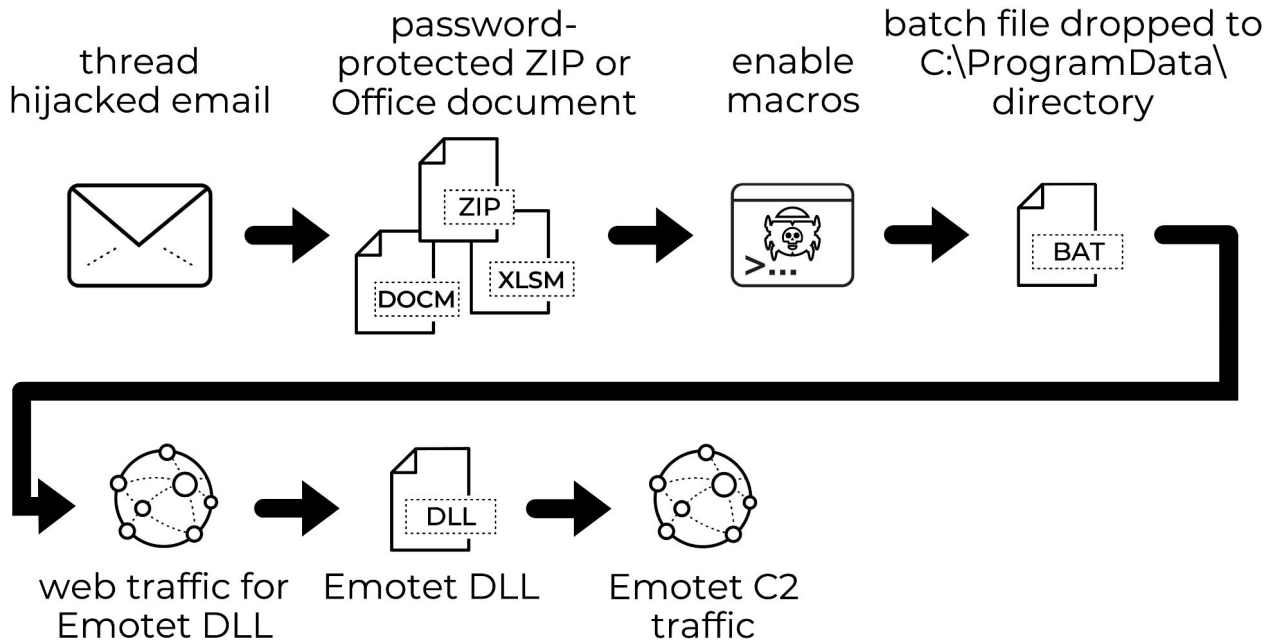 thread
hijacked email
password-
protected ZIP or
Office document
enable
macros
batch file dropped to
C:\ProgramData\
directory
ZIP
DOCM
XLSM
>...
BAT
DLL
web traffic for
Emotet DLL
Emotet DLL
Emotet C2
traffic